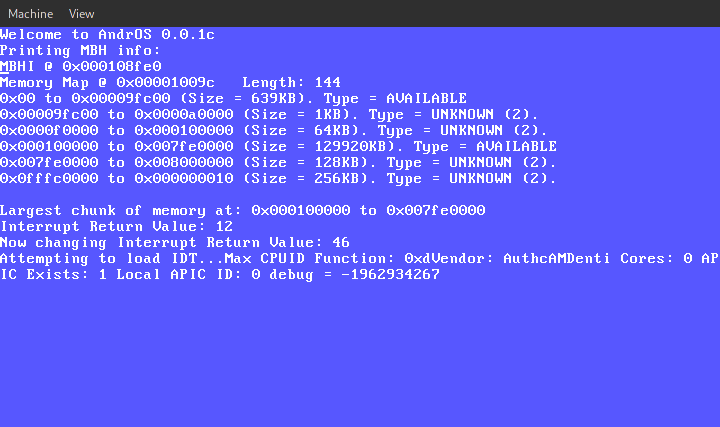 Machine View
Welcome to AndrOS 0.0.1c
Printing MBH info:
MBHI @ 0x000108fe0
Memory Map @ 0x00001009c Length: 144
0x00 to 0x00009fc00 (Size = 639KB). Type = AVAILABLE
0x00009fc00 to 0x0000a0000 (Size = 1KB). Type = UNKNOWN (2).
0x0000f0000 to 0x000100000 (Size = 64KB). Type = UNKNOWN (2).
0x000100000 to 0x007fe0000 (Size = 129920KB). Type = AVAILABLE
0x007fe0000 to 0x008000000 (Size = 128KB). Type = UNKNOWN (2).
0x0fffc0000 to 0x000000010 (Size = 256KB). Type = UNKNOWN (2).
Largest chunk of memory at: 0x000100000 to 0x007fe0000
Interrupt Return Value: 12
Now changing Interrupt Return Value: 46
Attempting to load IDT...Max CPUID Function: 0xdVendor: AuthcAMDenti Cores: 0 AP
IC Exists: 1 Local APIC ID: 0 debug = -1962934267